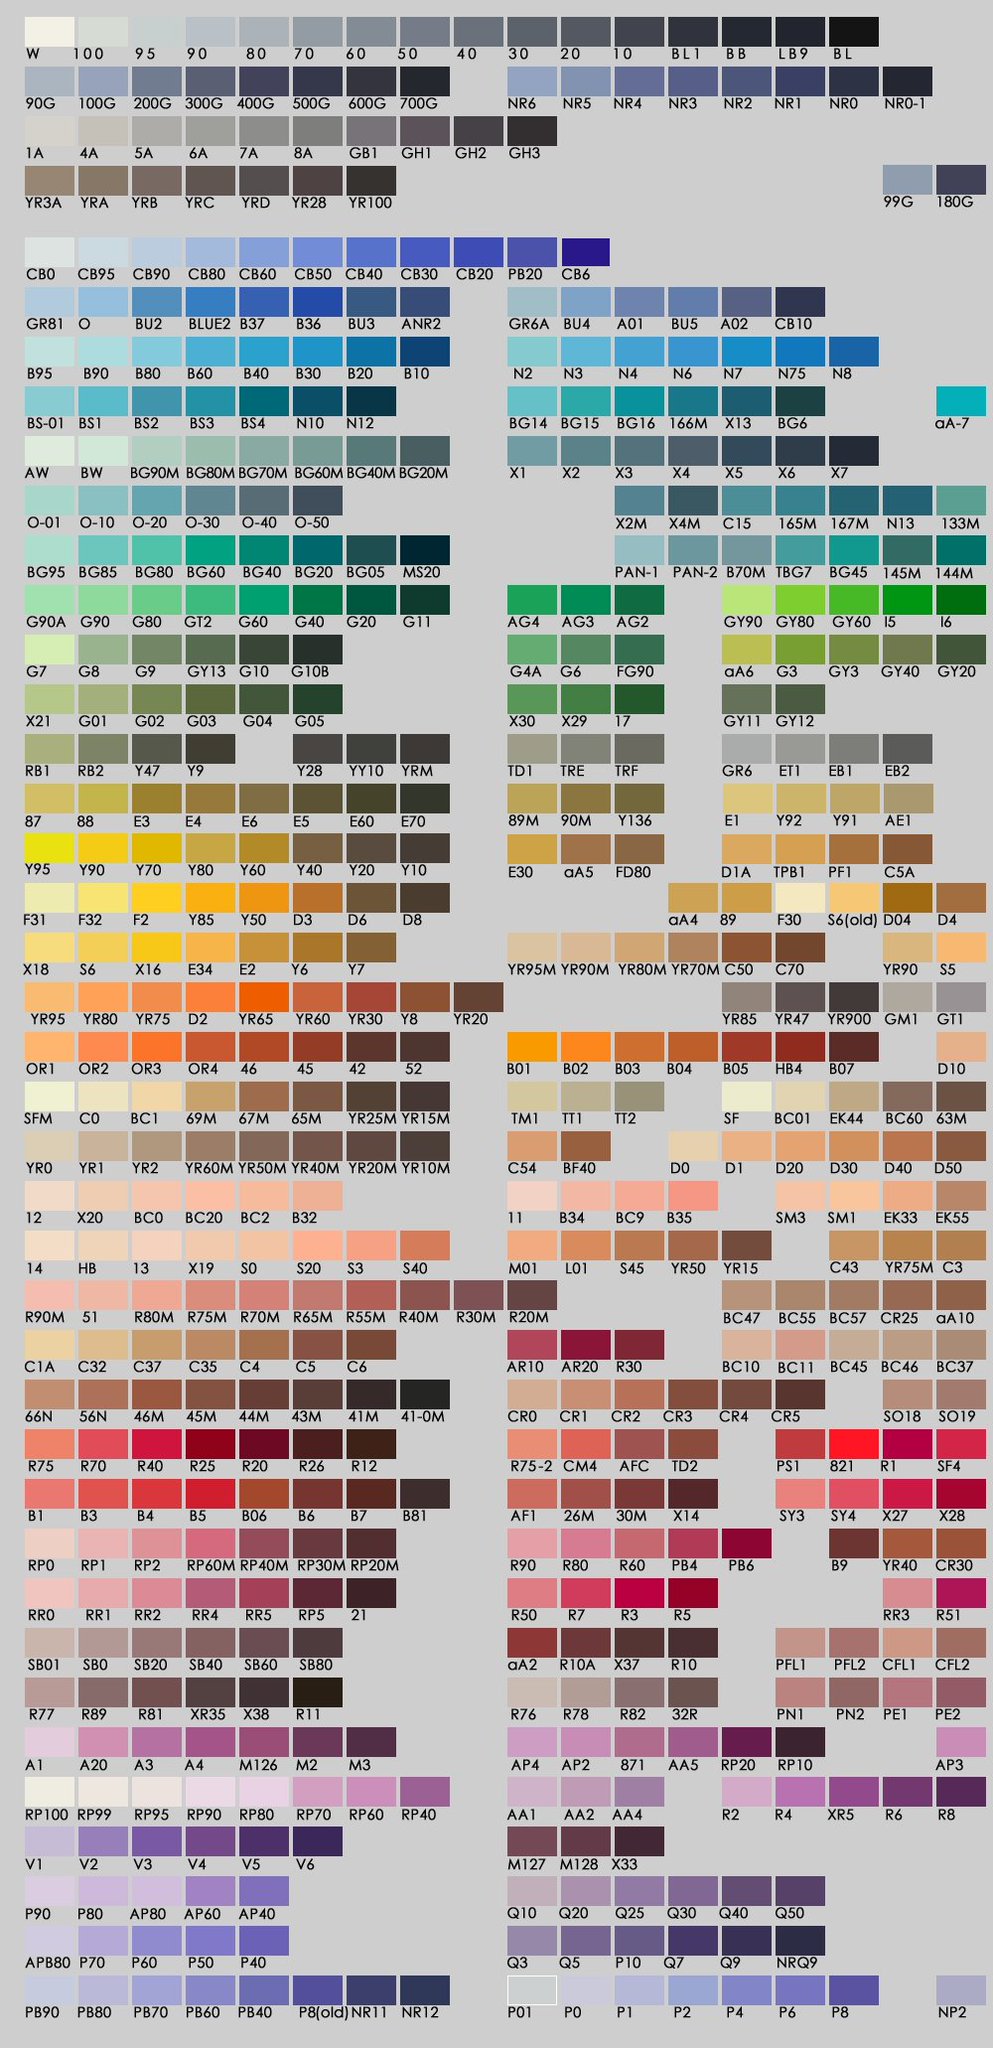 W 100 95 90 80 70 60 50 40 30 20 10 BL1 BB LB9 BL
90G 100G 200G 300G 400G 500G 600G 700G NR6 NR5 NR4 NR3 NR2 NR1 NR0 NR0-1
1A 4A 5A 6A 7A 8A GB1 GH1 GH2 GH3
YR3A YRA YRB YRC YRD YR28 YR100 99G 180G
CB0 CB95 CB90 CB80 CB60 CB50 CB40 CB30 CB20 PB20 CB6
GR81 O BU2 BLUE2 B37 B36 BU3 ANR2 GR6A BU4 A01 BU5 A02 CB10
B95 B90 B80 B60 B40 B30 B20 B10 N2 N3 N4 N6 N7 N75 N8
BS-01 BS1 BS2 BS3 BS4 N10 N12 BG14 BG15 BG16 166M X13 BG6 aA-7
AW BW BG90M BG80M BG70M BG60M BG40M BG20M X1 X2 X3 X4 X5 X6 X7
O-01 O-10 O-20 O-30 O-40 O-50 X2M X4M C15 165M 167M N13 133M
BG95 BG85 BG80 BG60 BG40 BG20 BG05 MS20 PAN-1 PAN-2 B70M TBG7 BG45 145M 144M
G90A G90 G80 GT2 G60 G40 G20 G11 AG4 AG3 AG2 GY90 GY80 GY60 I5 I6
G7 G8 G9 GY13 G10 G10B G4A G6 FG90 aA6 G3 GY3 GY40 GY20
X21 G01 G02 G03 G04 G05 X30 X29 17 GY11 GY12
RB1 RB2 Y47 Y9 Y28 YY10 YRM TD1 TRE TRF GR6 ET1 EB1 EB2
87 88 E3 E4 E6 E5 E60 E70 89M 90M Y136 E1 Y92 Y91 AE1
Y95 Y90 Y70 Y80 Y60 Y40 Y20 Y10 E30 aA5 FD80 D1A TPB1 PF1 C5A
F31 F32 F2 Y85 Y50 D3 D6 D8 aA4 89 F30 S6(old) D04 D4
X18 S6 X16 E34 E2 Y6 Y7 YR95M YR90M YR80M YR70M C50 C70 YR90 S5
YR95 YR80 YR75 D2 YR65 YR60 YR30 Y8 YR20 YR85 YR47 YR900 GM1 GT1
OR1 OR2 OR3 OR4 46 45 42 52 B01 B02 B03 B04 B05 HB4 B07 D10
SFM C0 BC1 69M 67M 65M YR25M YR15M TM1 TT1 TT2 SF BC01 EK44 BC60 63M
YR0 YR1 YR2 YR60M YR50M YR40M YR20M YR10M C54 BF40 D0 D1 D20 D30 D40 D50
12 X20 BC0 BC20 BC2 B32 11 B34 BC9 B35 SM3 SM1 EK33 EK55
14 HB 13 X19 S0 S20 S3 S40 M01 L01 S45 YR50 YR15 C43 YR75M C3
R90M 51 R80M R75M R70M R65M R55M R40M R30M R20M BC47 BC55 BC57 CR25 aA10
C1A C32 C37 C35 C4 C5 C6 AR10 AR20 R30 BC10 BC11 BC45 BC46 BC37
66N 56N 46M 45M 44M 43M 41M 41-0M CR0 CR1 CR2 CR3 CR4 CR5 SO18 SO19
R75 R70 R40 R25 R20 R26 R12 R75-2 CM4 AFC TD2 PS1 821 R1 SF4
B1 B3 B4 B5 B06 B6 B7 B81 AF1 26M 30M X14 SY3 SY4 X27 X28
RP0 RP1 RP2 RP60M RP40M RP30M RP20M R90 R80 R60 PB4 PB6 B9 YR40 CR30
RR0 RR1 RR2 RR4 RR5 RP5 21 R50 R7 R3 R5 RR3 R51
SB01 SB0 SB20 SB40 SB60 SB80 aA2 R10A X37 R10 PFL1 PFL2 CFL1 CFL2
R77 R89 R81 XR35 X38 R11 R76 R78 R82 32R PN1 PN2 PE1 PE2
A1 A20 A3 A4 M126 M2 M3 AP4 AP2 871 AA5 RP20 RP10 AP3
RP100 RP99 RP95 RP90 RP80 RP70 RP60 RP40 AA1 AA2 AA4 R2 R4 XR5 R6 R8
V1 V2 V3 V4 V5 V6 M127 M128 X33
P90 P80 AP80 AP60 AP40 Q10 Q20 Q25 Q30 Q40 Q50
APB80 P70 P60 P50 P40 Q3 Q5 P10 Q7 Q9 NRQ9
PB90 PB80 PB70 PB60 PB40 P8(old) NR11 NR12 P01 P0 P1 P2 P4 P6 P8 NP2